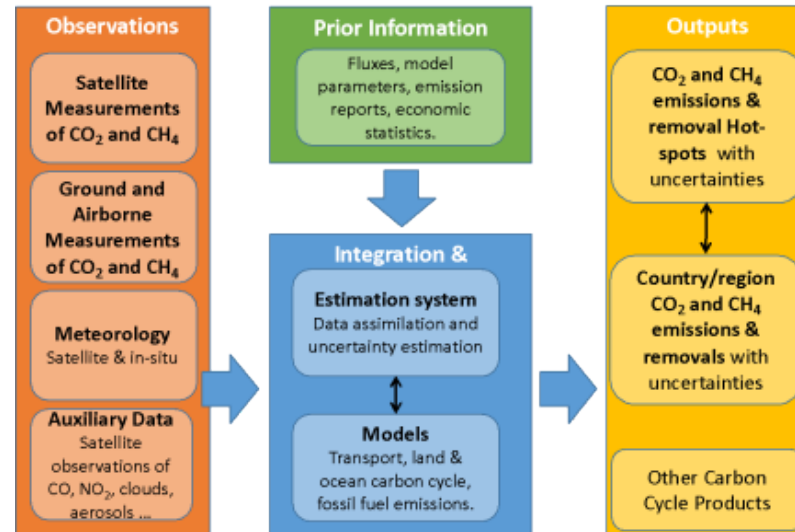 Observations
Satellite
Measurements
of CO₂ and CH₄
Ground and
Airborne
Measurements
of CO₂ and CH₄
Meteorology
Satellite & in-situ
Auxiliary Data
Satellite
observations of
CO, NO₂, clouds,
aerosols ...
Prior Information
Fluxes, model
parameters, emission
reports, economic
statistics.
Integration &
Estimation system
Data assimilation and
uncertainty estimation
Models
Transport, land &
ocean carbon cycle,
fossil fuel emissions.
Outputs
CO₂ and CH₄
emissions &
removal Hot-
spots with
uncertainties
Country/region
CO₂ and CH₄
emissions &
removals with
uncertainties
Other Carbon
Cycle Products